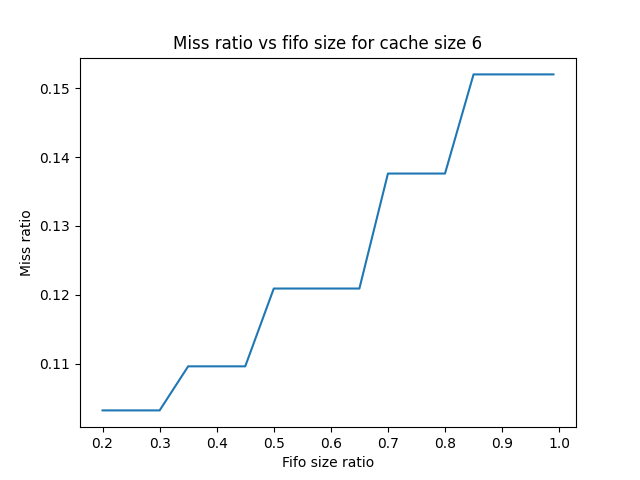 Miss ratio vs fifo size for cache size 6
0.15
0.14
0.13
0.12
0.11
Miss ratio
0.2 0.3 0.4 0.5 0.6 0.7 0.8 0.9 1.0
Fifo size ratio